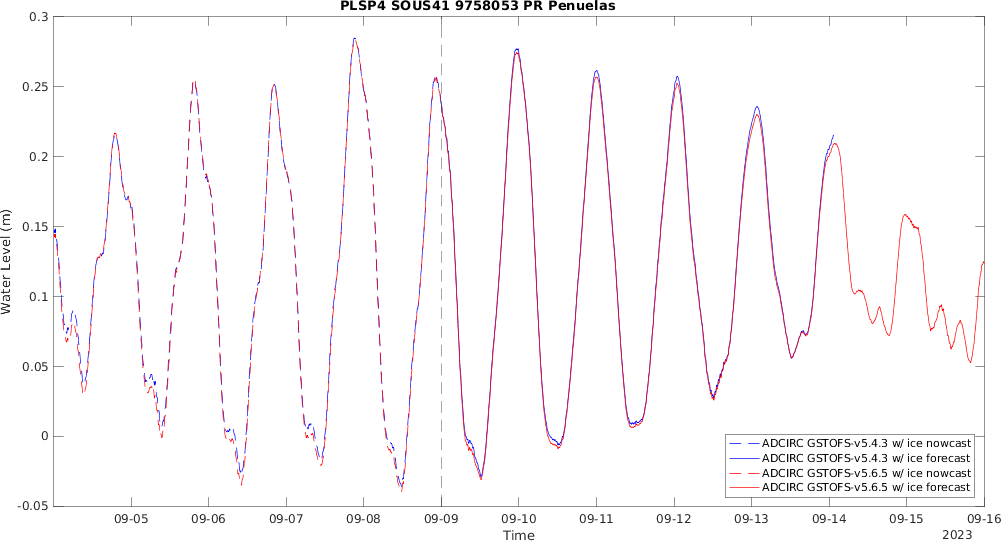 PLSP4 SOUS41 9758053 PR Penuelas
0.3
0.25
0.2
0.15
0.1
0.05
0
-0.05
Water Level (m)
09-05 09-06 09-07 09-08 09-09 09-10 09-11 09-12 09-13 09-14 09-15 09-16
Time
2023
ADCIRC GSTOFS-v5.4.3 w/ ice nowcast
ADCIRC GSTOFS-v5.4.3 w/ ice forecast
ADCIRC GSTOFS-v5.6.5 w/ ice nowcast
ADCIRC GSTOFS-v5.6.5 w/ ice forecast